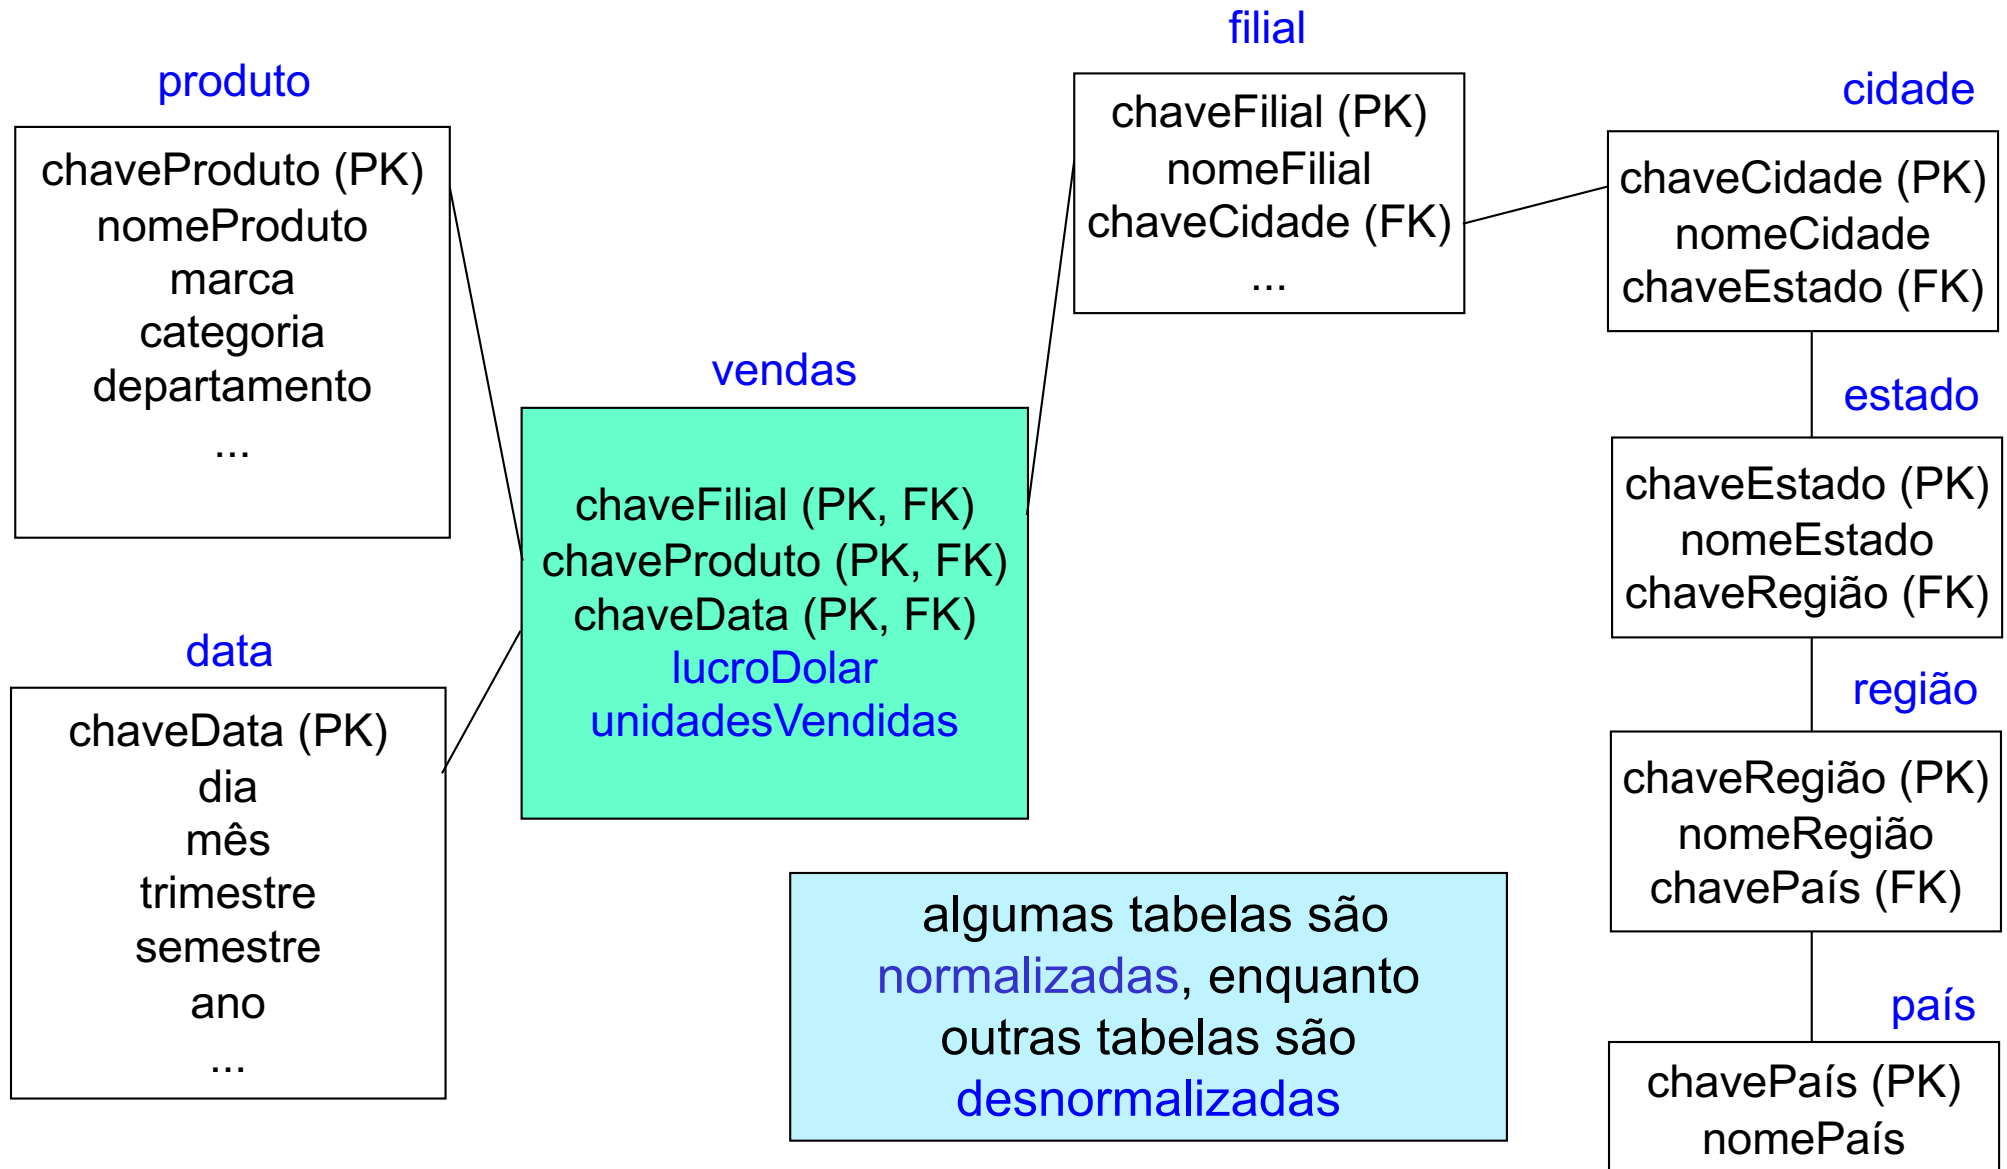 produto
chaveProduto (PK)
nomeProduto
marca
categoria
departamento
...
data
chaveData (PK)
dia
mês
trimestre
semestre
ano
...
vendas
chaveFilial (PK, FK)
chaveProduto (PK, FK)
chaveData (PK, FK)
lucroDolar
unidadesVendidas
filial
chaveFilial (PK)
nomeFilial
chaveCidade (FK)
...
cidade
chaveCidade (PK)
nomeCidade
chaveEstado (FK)
estado
chaveEstado (PK)
nomeEstado
chaveRegião (FK)
região
chaveRegião (PK)
nomeRegião
chavePaís (FK)
país
chavePaís (PK)
nomePaís
algumas tabelas são
normalizadas, enquanto
outras tabelas são
desnormalizadas